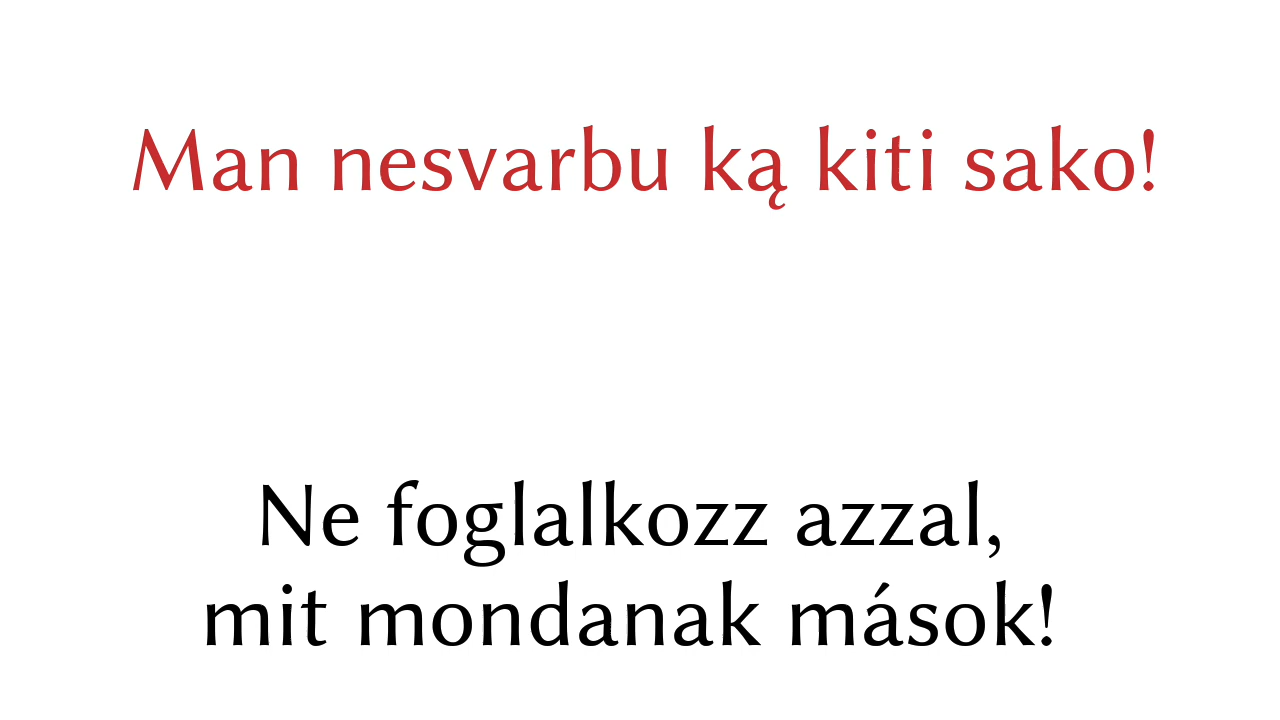 Man nesvarbu ką kiti sako!
Ne foglalkozz azzal,
mit mondanak mások!